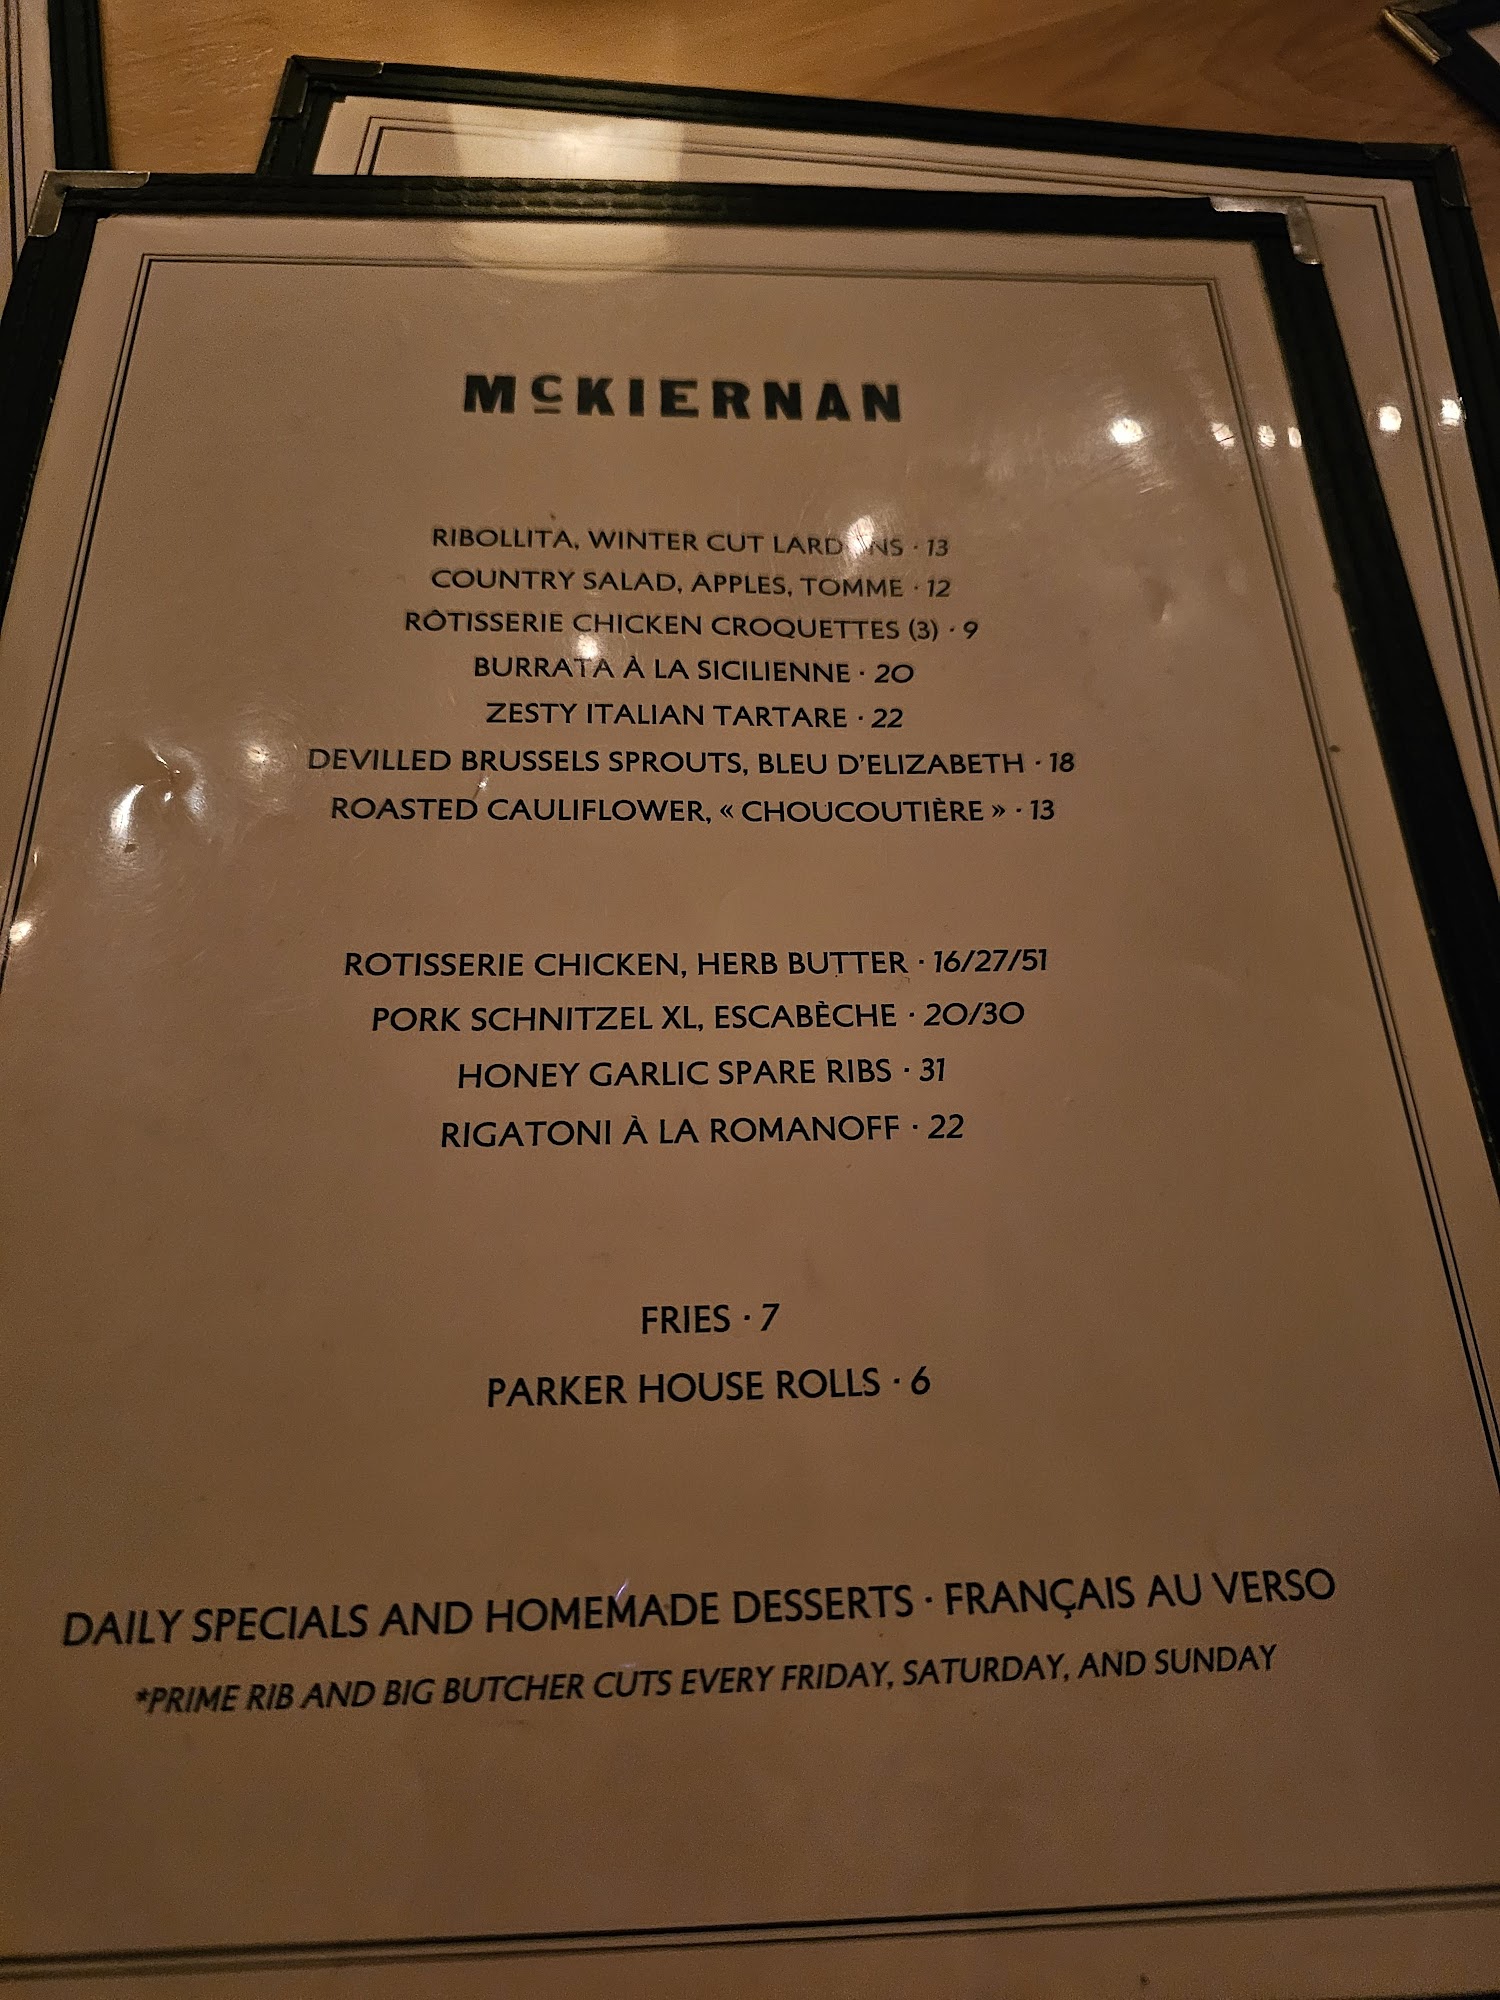 McKIERNAN
RIBOLLITA, WINTER CUT LARDONS · 13
COUNTRY SALAD, APPLES, TOMME · 12
RÔTISSERIE CHICKEN CROQUETTES (3) · 9
BURRATA À LA SICILIENNE · 20
ZESTY ITALIAN TARTARE · 22
DEVILLED BRUSSELS SPROUTS, BLEU D'ELIZABETH · 18
ROASTED CAULIFLOWER, « CHOUCOUTIÈRE » · 13
ROTISSERIE CHICKEN, HERB BUTTER · 16/27/51
PORK SCHNITZEL XL, ESCABÈCHE · 20/30
HONEY GARLIC SPARE RIBS · 31
RIGATONI À LA ROMANOFF · 22
FRIES · 7
PARKER HOUSE ROLLS · 6
DAILY SPECIALS AND HOMEMADE DESSERTS · FRANÇAIS AU VERSO
*PRIME RIB AND BIG BUTCHER CUTS EVERY FRIDAY, SATURDAY, AND SUNDAY